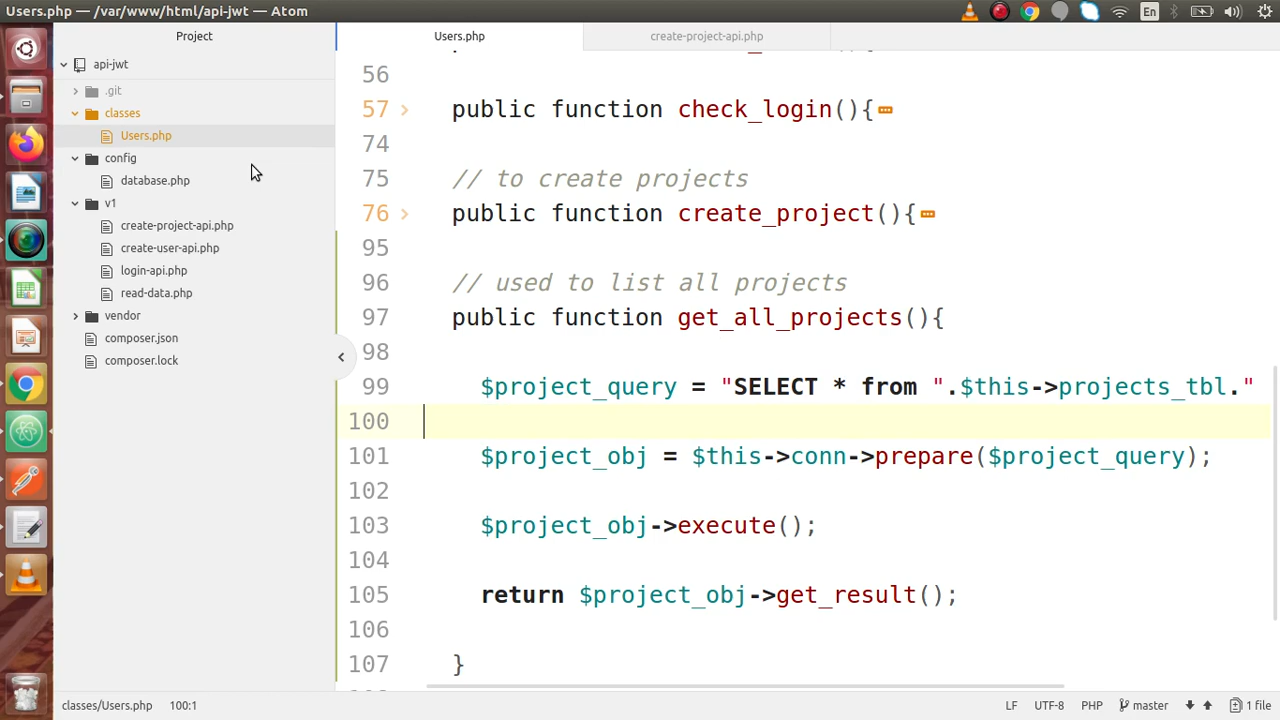 Users.php — /var/www/html/api-jwt — Atom
En
Project
Users.php
create-project-api.php
api-jwt
.git
classes
Users.php
config
database.php
v1
create-project-api.php
create-user-api.php
login-api.php
read-data.php
vendor
composer.json
composer.lock
56
57 public function check_login(){
74
75 // to create projects
76 public function create_project(){
95
96 // used to list all projects
97 public function get_all_projects(){
98
99 $project_query = "SELECT * from ".$this->projects_tbl."
100
101 $project_obj = $this->conn->prepare($project_query);
102
103 $project_obj->execute();
104
105 return $project_obj->get_result();
106
107 }
classes/Users.php 100:1 LF UTF-8 PHP master 1 file